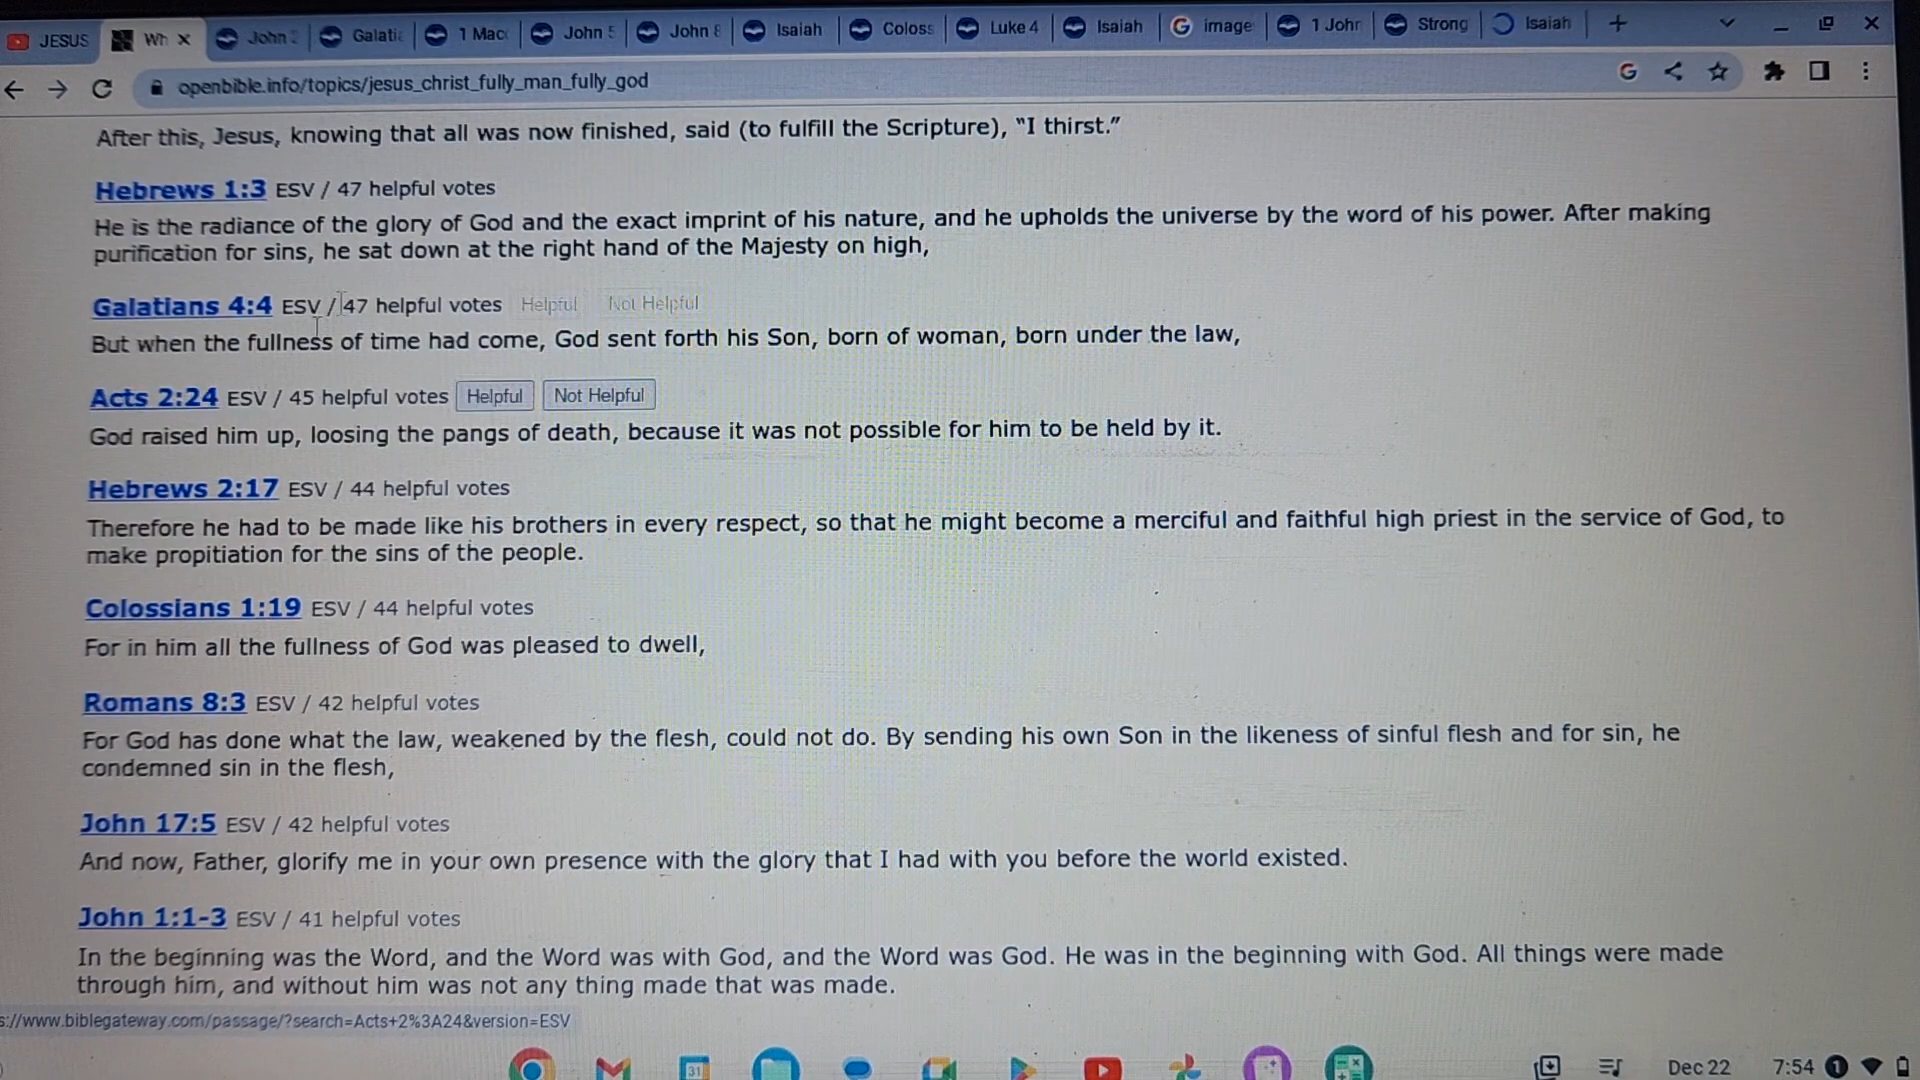 JESUS
Wh
John
Galati
1 Mac
John 5
John 8
Isaiah
Coloss
Luke 4
Isaiah
image
1 John
Strong
Isaiah
openbible.info/topics/jesus_christ_fully_man_fully_god
After this, Jesus, knowing that all was now finished, said (to fulfill the Scripture), “I thirst.”
Hebrews 1:3 ESV / 47 helpful votes
He is the radiance of the glory of God and the exact imprint of his nature, and he upholds the universe by the word of his power. After making
purification for sins, he sat down at the right hand of the Majesty on high,
Galatians 4:4 ESV / 47 helpful votes Helpful Not Helpful
But when the fullness of time had come, God sent forth his Son, born of woman, born under the law,
Acts 2:24 ESV / 45 helpful votes Helpful Not Helpful
God raised him up, loosing the pangs of death, because it was not possible for him to be held by it.
Hebrews 2:17 ESV / 44 helpful votes
Therefore he had to be made like his brothers in every respect, so that he might become a merciful and faithful high priest in the service of God, to
make propitiation for the sins of the people.
Colossians 1:19 ESV / 44 helpful votes
For in him all the fullness of God was pleased to dwell,
Romans 8:3 ESV / 42 helpful votes
For God has done what the law, weakened by the flesh, could not do. By sending his own Son in the likeness of sinful flesh and for sin, he
condemned sin in the flesh,
John 17:5 ESV / 42 helpful votes
And now, Father, glorify me in your own presence with the glory that I had with you before the world existed.
John 1:1-3 ESV / 41 helpful votes
In the beginning was the Word, and the Word was with God, and the Word was God. He was in the beginning with God. All things were made
through him, and without him was not any thing made that was made.
s://www.biblegateway.com/passage/?search=Acts+2%3A24&version=ESV
31
Dec 22 7:54 1